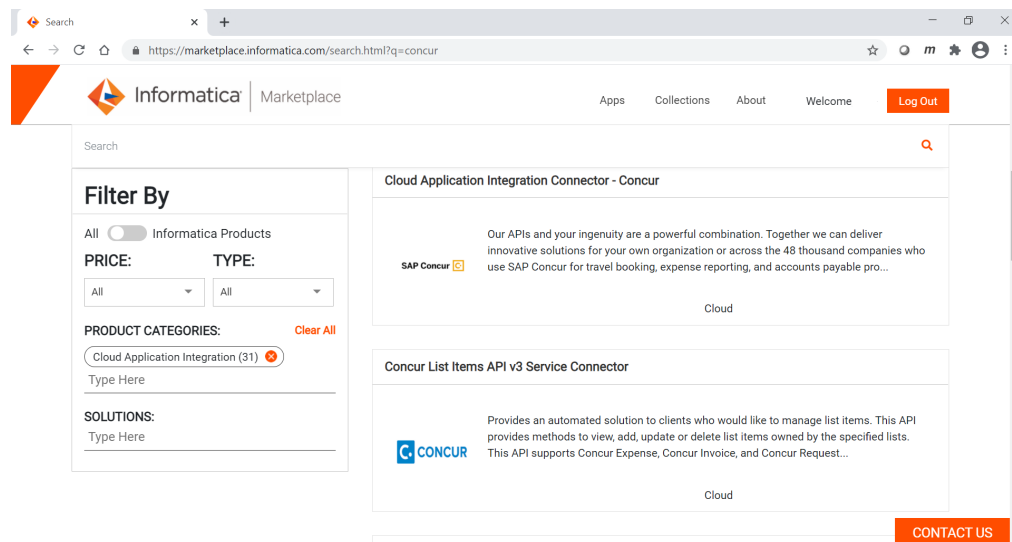 Search
https://marketplace.informatica.com/search.html?q=concur
m
Informatica Marketplace
Apps Collections About Welcome Log Out
Search
Filter By
All Informatica Products
PRICE: TYPE:
All All
PRODUCT CATEGORIES: Clear All
Cloud Application Integration (31)
Type Here
SOLUTIONS:
Type Here
Cloud Application Integration Connector - Concur
SAP Concur C
Our APIs and your ingenuity are a powerful combination. Together we can deliver
innovative solutions for your own organization or across the 48 thousand companies who
use SAP Concur for travel booking, expense reporting, and accounts payable pro...
Cloud
Concur List Items API v3 Service Connector
C. CONCUR
Provides an automated solution to clients who would like to manage list items. This API
provides methods to view, add, update or delete list items owned by the specified lists.
This API supports Concur Expense, Concur Invoice, and Concur Request...
Cloud
CONTACT US